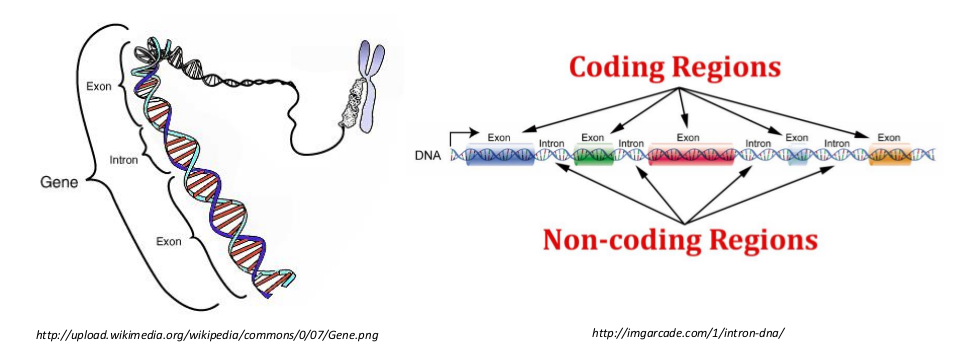 Exon
Intron
Gene
Exon
http://upload.wikimedia.org/wikipedia/commons/0/07/Gene.png
Coding Regions
Exon Exon Exon Exon Exon
Intron Intron Intron Intron
DNA
Non-coding Regions
http://imgarcade.com/1/intron-dna/